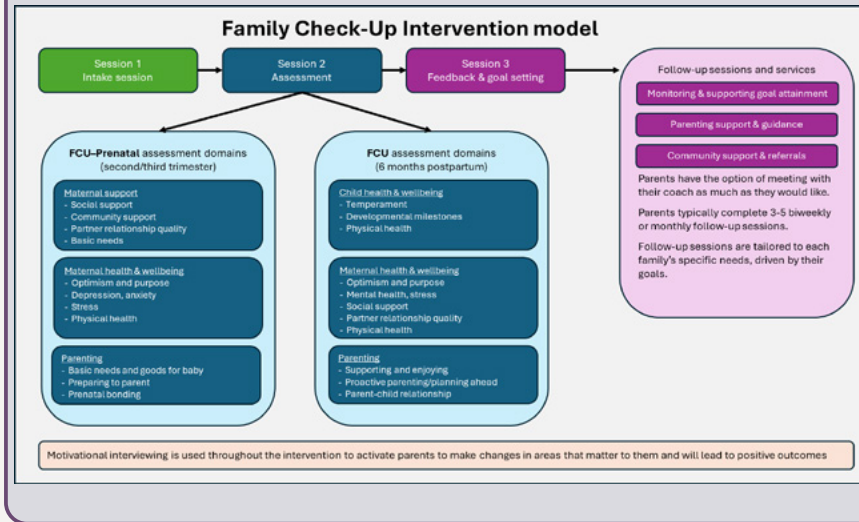 Family Check-Up Intervention model
Session 1
Intake session
Session 2
Assessment
Session 3
Feedback & goal setting
FCU–Prenatal assessment domains
(second/third trimester)
Maternal support
- Social support
- Community support
- Partner relationship quality
- Basic needs
Maternal health & wellbeing
- Optimism and purpose
- Depression, anxiety
- Stress
- Physical health
Parenting
- Basic needs and goods for baby
- Preparing to parent
- Prenatal bonding
FCU assessment domains
(6 months postpartum)
Child health & wellbeing
- Temperament
- Developmental milestones
- Physical health
Maternal health & wellbeing
- Optimism and purpose
- Mental health, stress
- Social support
- Partner relationship quality
- Physical health
Parenting
- Supporting and enjoying
- Proactive parenting/planning ahead
- Parent-child relationship
Follow-up sessions and services
Monitoring & supporting goal attainment
Parenting support & guidance
Community support & referrals
Parents have the option of meeting with
their coach as much as they would like.
Parents typically complete 3-5 biweekly
or monthly follow-up sessions.
Follow-up sessions are tailored to each
family's specific needs, driven by their
goals.
Motivational interviewing is used throughout the intervention to activate parents to make changes in areas that matter to them and will lead to positive outcomes